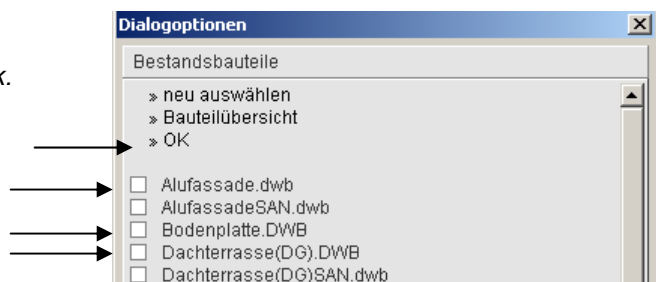 Dialogoptionen
Bestandsbauteile
k.
» neu auswählen
» Bauteilübersicht
» OK
Alufassade.dwb
AlufassadeSAN.dwb
Bodenplatte.DWB
Dachterrasse(DG).DWB
Dachterrasse(DG)SAN.dwb